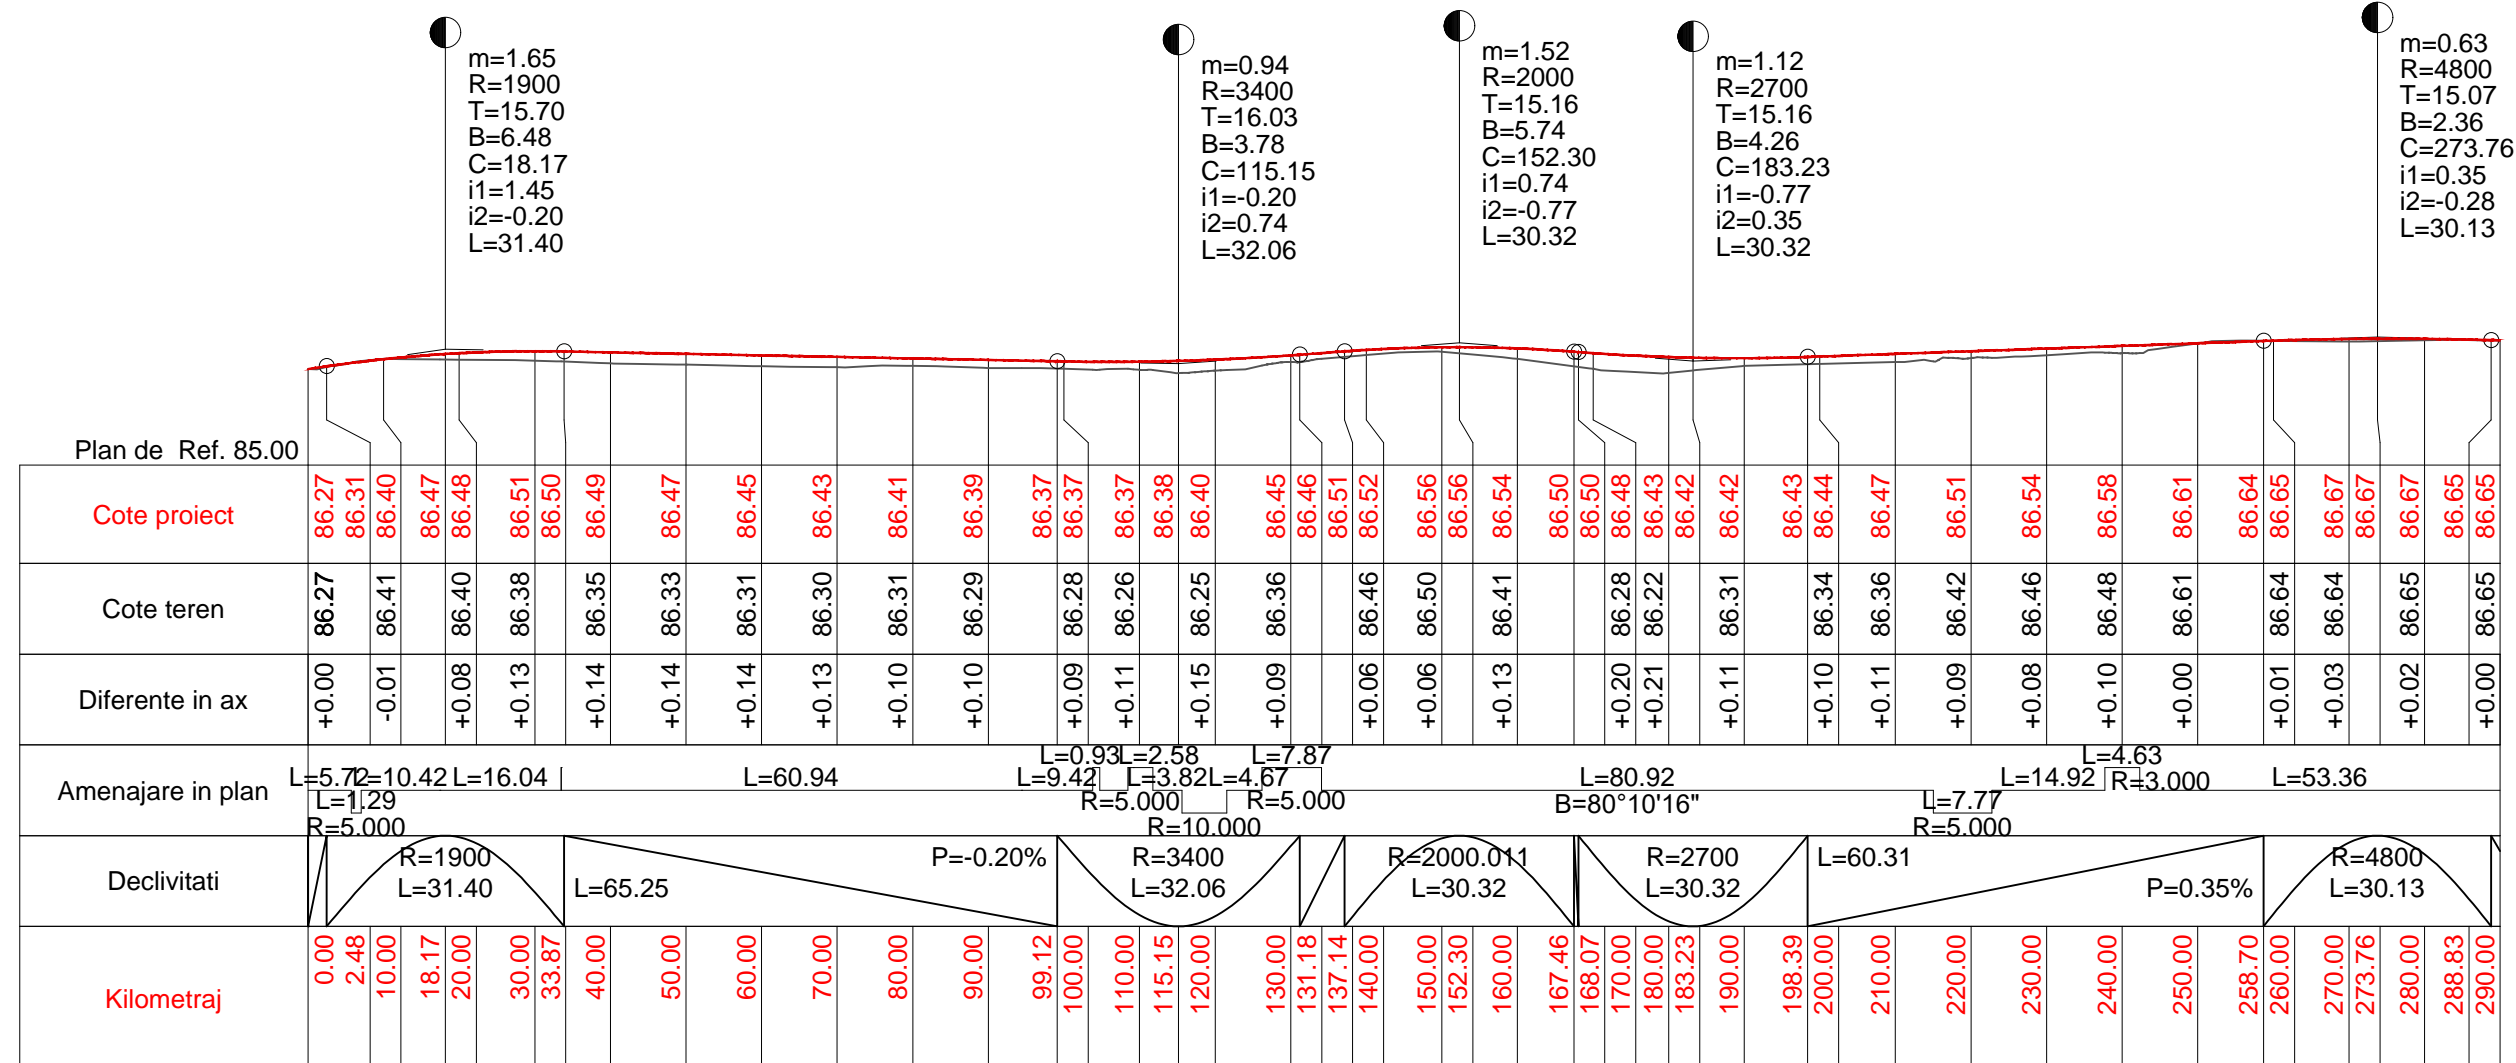 m=1.65
R=1900
T=15.70
B=6.48
C=18.17
i1=1.45
i2=-0.20
L=31.40
m=0.94
R=3400
T=16.03
B=3.78
C=115.15
i1=-0.20
i2=0.74
L=32.06
m=1.52
R=2000
T=15.16
B=5.74
C=152.30
i1=0.74
i2=-0.77
L=30.32
m=1.12
R=2700
T=15.16
B=4.26
C=183.23
i1=-0.77
i2=0.35
L=30.32
m=0.63
R=4800
T=15.07
B=2.36
C=273.76
i1=0.35
i2=-0.28
L=30.13
Plan de Ref. 85.00
Cote proiect 86.27 86.31 86.40 86.47 86.48 86.51 86.50 86.49 86.47 86.45 86.43 86.41 86.39 86.37 86.37 86.37 86.38 86.40 86.45 86.46 86.51 86.52 86.56 86.56 86.54 86.50 86.50 86.48 86.43 86.42 86.42 86.43 86.44 86.47 86.51 86.54 86.58 86.61 86.64 86.65 86.67 86.67 86.67 86.65 86.65
Cote teren 86.27 86.41 86.40 86.38 86.35 86.33 86.31 86.30 86.31 86.29 86.28 86.26 86.25 86.36 86.46 86.50 86.41 86.28 86.22 86.31 86.34 86.36 86.42 86.46 86.48 86.61 86.64 86.64 86.65 86.65
Diferente in ax +0.00 -0.01 +0.08 +0.13 +0.14 +0.14 +0.14 +0.13 +0.10 +0.10 +0.09 +0.11 +0.15 +0.09 +0.06 +0.06 +0.13 +0.20 +0.21 +0.11 +0.10 +0.11 +0.09 +0.08 +0.10 +0.00 +0.01 +0.03 +0.02 +0.00
Amenajare in plan
L=0.93 L=2.58 L=7.87 L=4.63
L=5.72 L=10.42 L=16.04 L=60.94 L=9.42 L=3.82 L=4.67 L=80.92 L=14.92 R=3.000 L=53.36
L=1.29 R=5.000 R=5.000 B=80°10'16" L=7.77
R=5.000 R=10.000 R=5.000
Declivitati
R=1900 P=-0.20% R=3400 R=2000.011 R=2700 L=60.31 R=4800
L=31.40 L=65.25 L=32.06 L=30.32 L=30.32 P=0.35% L=30.13
Kilometraj 0.00 2.48 10.00 18.17 20.00 30.00 33.87 40.00 50.00 60.00 70.00 80.00 90.00 99.12 100.00 110.00 115.15 120.00 130.00 131.18 137.14 140.00 150.00 152.30 160.00 167.46 168.07 170.00 180.00 183.23 190.00 198.39 200.00 210.00 220.00 230.00 240.00 250.00 258.70 260.00 270.00 273.76 280.00 288.83 290.00